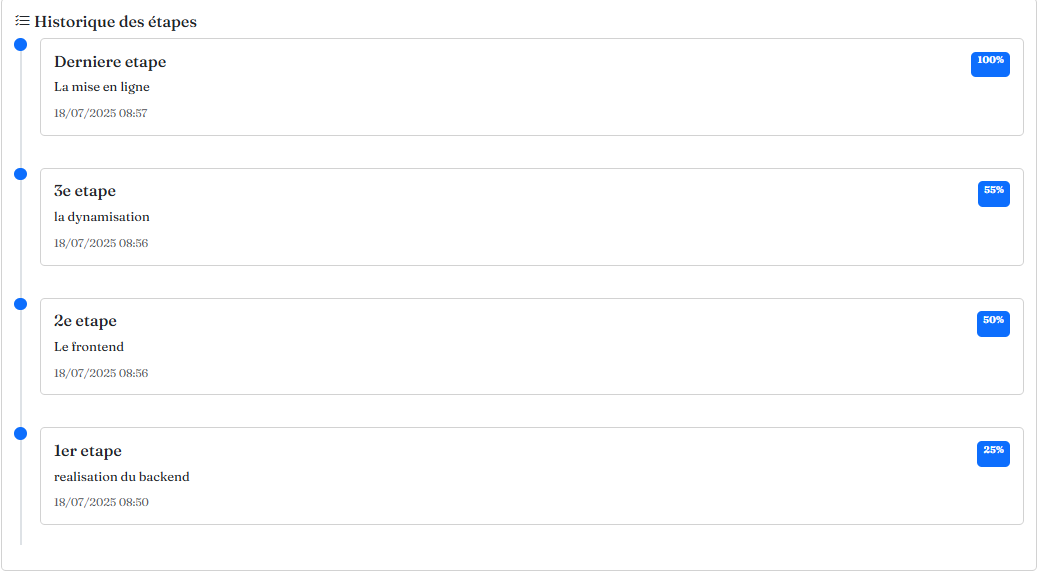 Historique des étapes
Derniere etape
100%
La mise en ligne
18/07/2025 08:57
3e etape
55%
la dynamisation
18/07/2025 08:56
2e etape
50%
Le frontend
18/07/2025 08:56
1er etape
25%
realisation du backend
18/07/2025 08:50